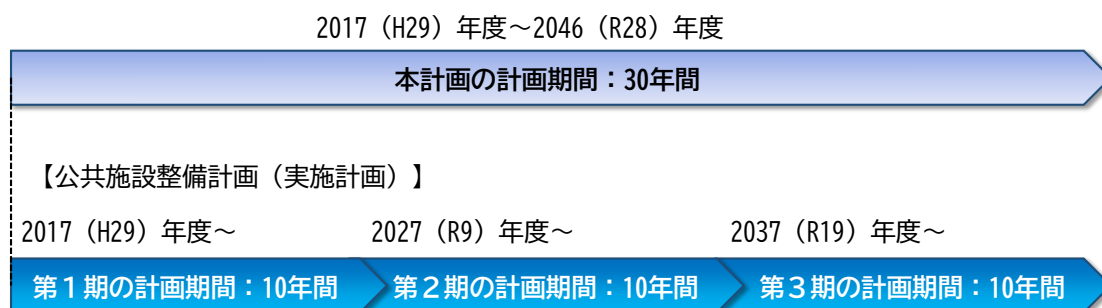 2017（H29）年度～2046（R28）年度
本計画の計画期間：30年間
【公共施設整備計画（実施計画）】
2017（H29）年度～ 2027（R9）年度～ 2037（R19）年度～
第１期の計画期間：10年間 第２期の計画期間：10年間 第３期の計画期間：10年間